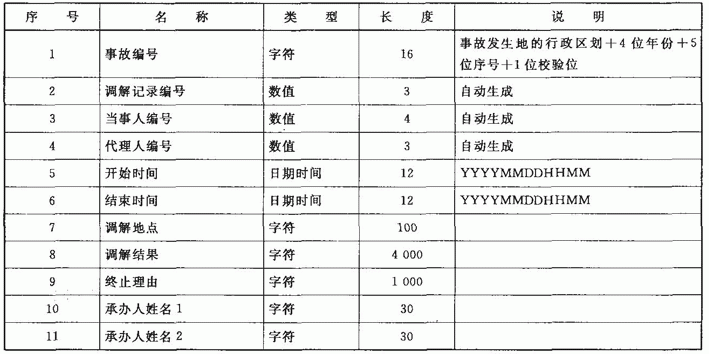 序 号 名 称 类 型 长 度 说 明
1 事故编号 字符 16 事故发生地的行政区划＋4 位年份＋5
位序号＋1 位校验位
2 调解记录编号 数值 3 自动生成
3 当事人编号 数值 4 自动生成
4 代理人编号 数值 3 自动生成
5 开始时间 日期时间 12 YYYYMMDDHHMM
6 结束时间 日期时间 12 YYYYMMDDHHMM
7 调解地点 字符 100
8 调解结果 字符 4 000
9 终止理由 字符 1 000
10 承办人姓名 1 字符 30
11 承办人姓名 2 字符 30